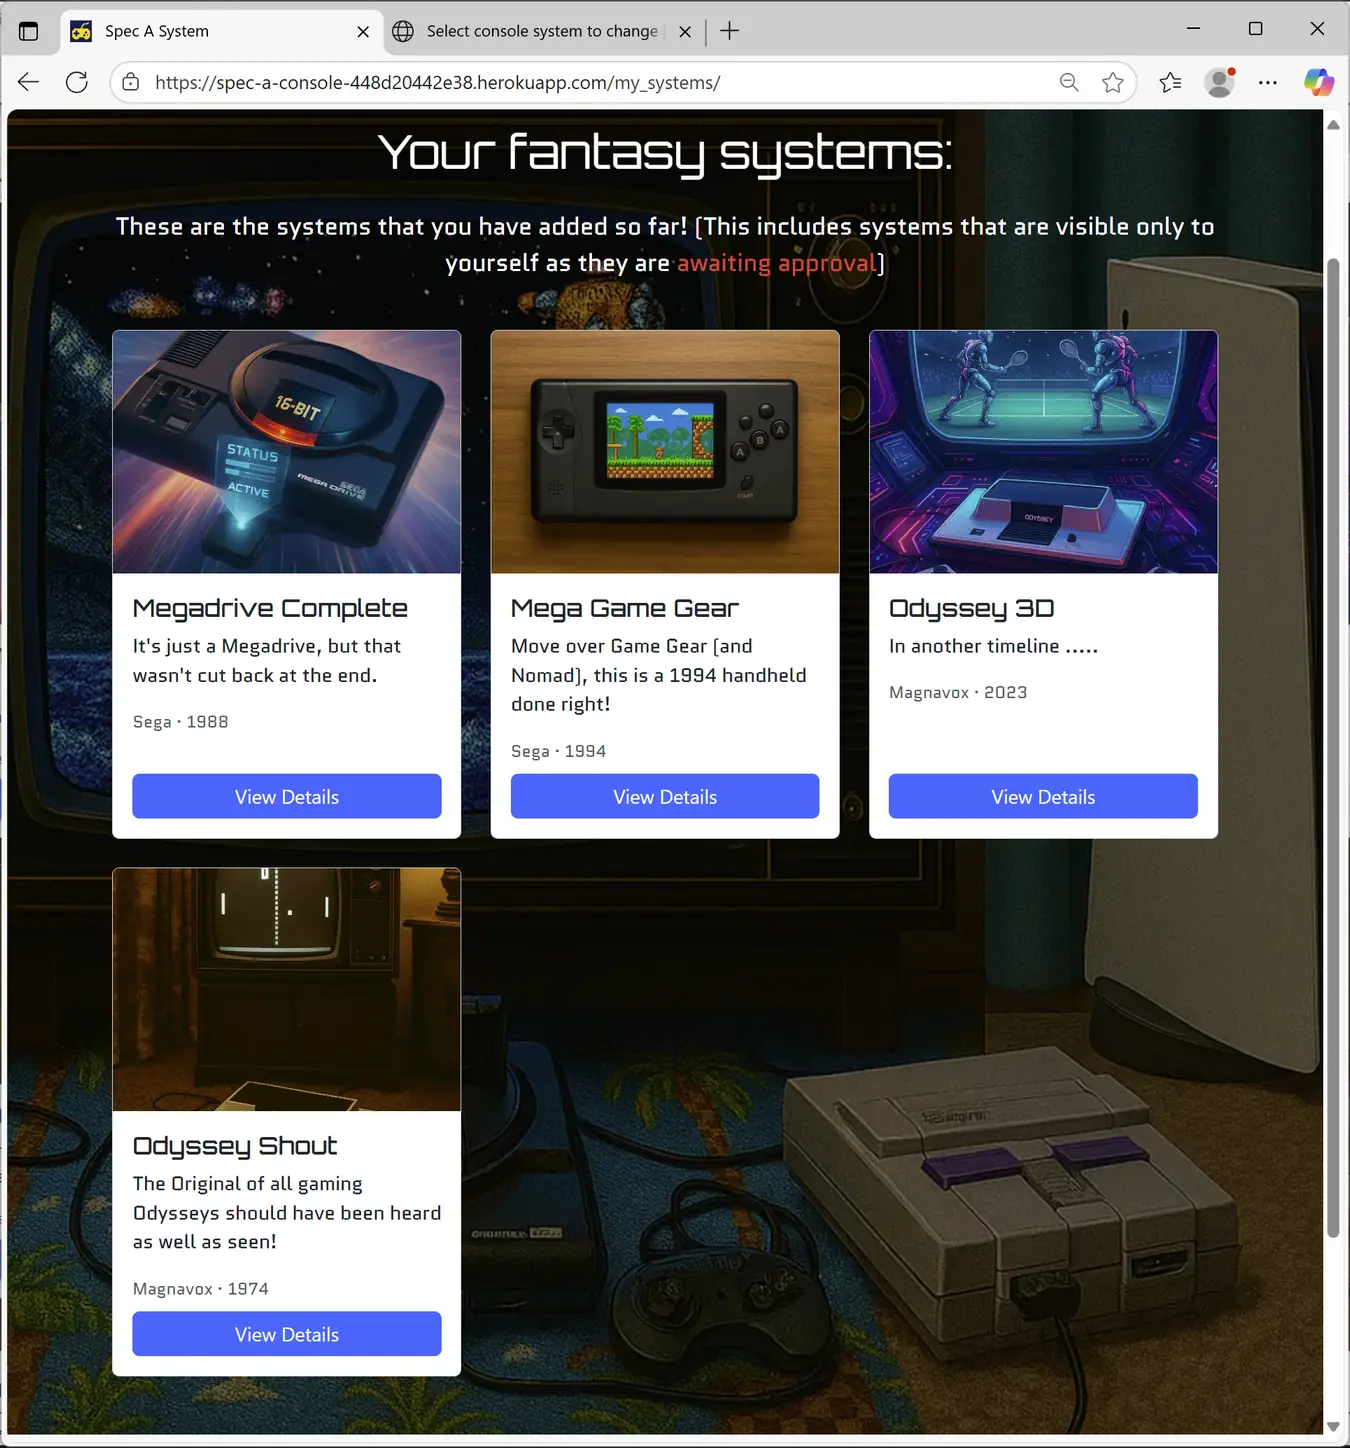 Spec A System
Select console system to change
https://spec-a-console-448d20442e38.herokuapp.com/my_systems/
Your fantasy systems:
These are the systems that you have added so far! (This includes systems that are visible only to
yourself as they are awaiting approval)
16-BIT
STATUS
ACTIVE
SEGA
MEGA DRIVE
A
B
A
START
ODYSSEY
Megadrive Complete
It's just a Megadrive, but that
wasn't cut back at the end.
Sega · 1988
View Details
Mega Game Gear
Move over Game Gear (and
Nomad), this is a 1994 handheld
done right!
Sega · 1994
View Details
Odyssey 3D
In another timeline .....
Magnavox · 2023
View Details
Odyssey Shout
The Original of all gaming
Odysseys should have been heard
as well as seen!
Magnavox · 1974
View Details